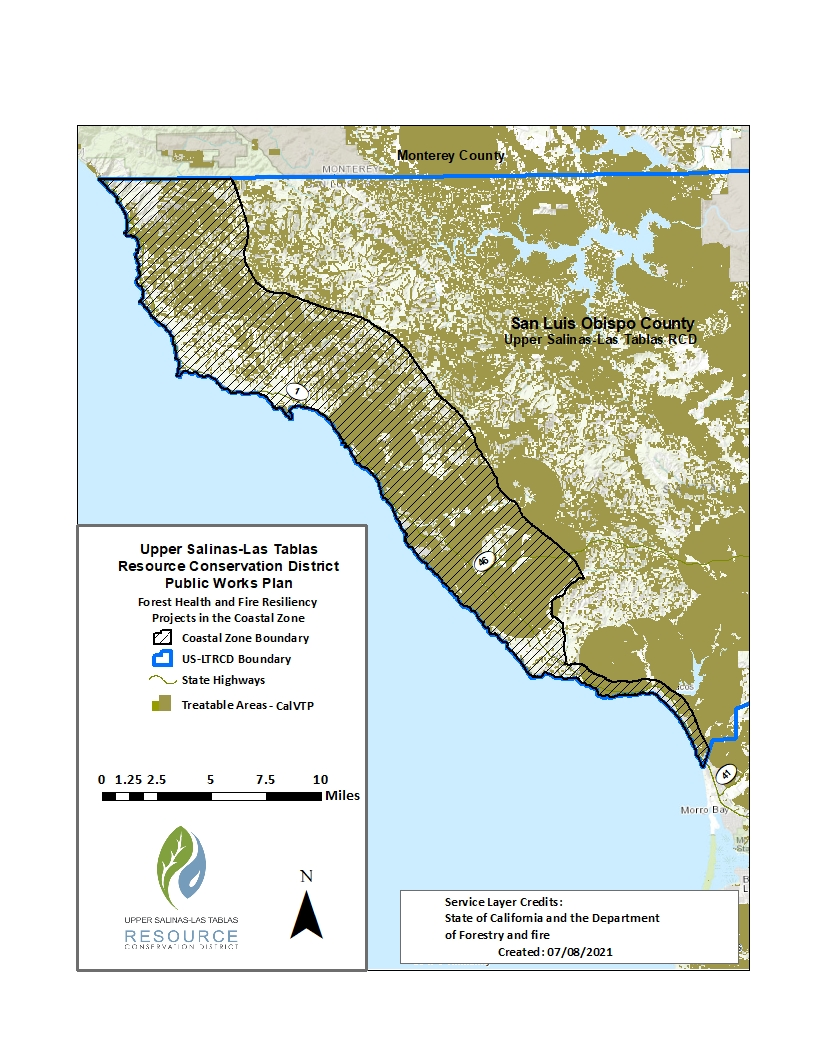 Monterey County
MONTEREY
San Luis Obispo County
Upper Salinas-Las Tablas RCD
1
46
41
Morro Bay
Upper Salinas-Las Tablas
Resource Conservation District
Public Works Plan
Forest Health and Fire Resiliency
Projects in the Coastal Zone
Coastal Zone Boundary
US-LTRCD Boundary
State Highways
Treatable Areas - CalVTP
0 1.25 2.5 5 7.5 10
Miles
N
UPPER SALINAS-LAS TABLAS
RESOURCE
CONSERVATION DISTRICT
Service Layer Credits:
State of California and the Department
of Forestry and fire
Created: 07/08/2021